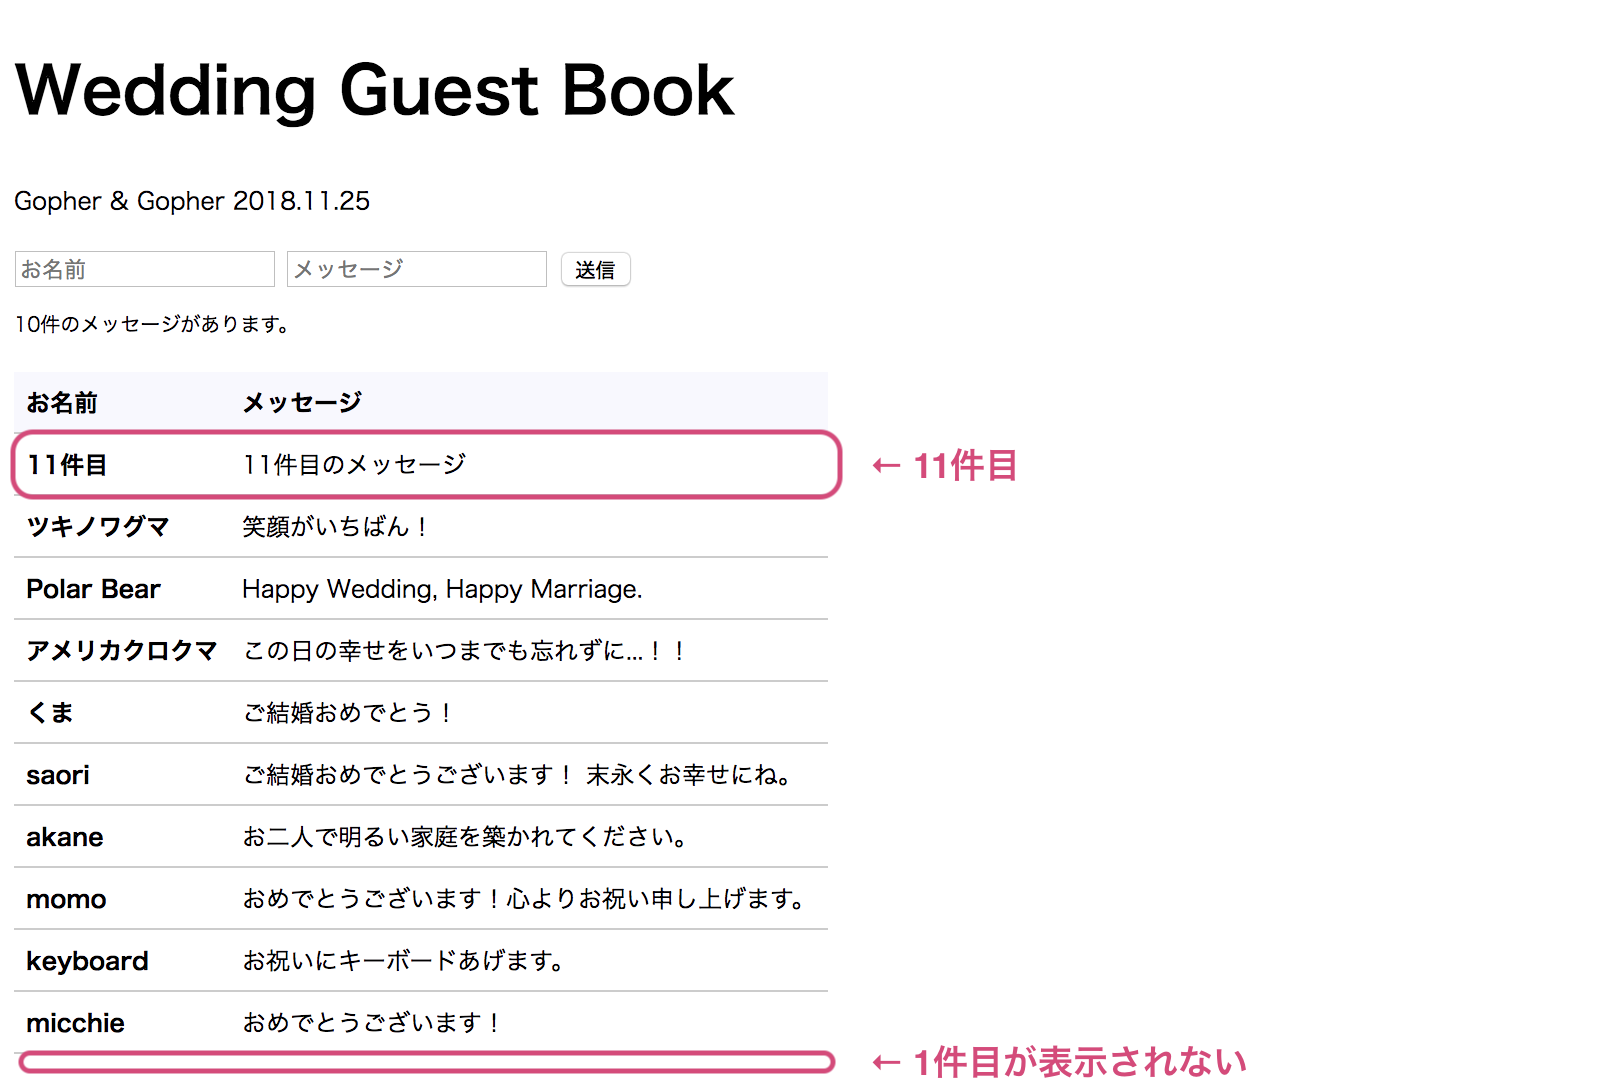 Wedding Guest Book
Gopher & Gopher 2018.11.25
お名前 メッセージ 送信
10件のメッセージがあります。
お名前 メッセージ
11件目 11件目のメッセージ ← 11件目
ツキノワグマ 笑顔がいちばん！
Polar Bear Happy Wedding, Happy Marriage.
アメリカクロクマ この日の幸せをいつまでも忘れずに...！！
くま ご結婚おめでとう！
saori ご結婚おめでとうございます！ 末永くお幸せにね。
akane お二人で明るい家庭を築かれてください。
momo おめでとうございます！心よりお祝い申し上げます。
keyboard お祝いにキーボードあげます。
micchie おめでとうございます！
← 1件目が表示されない